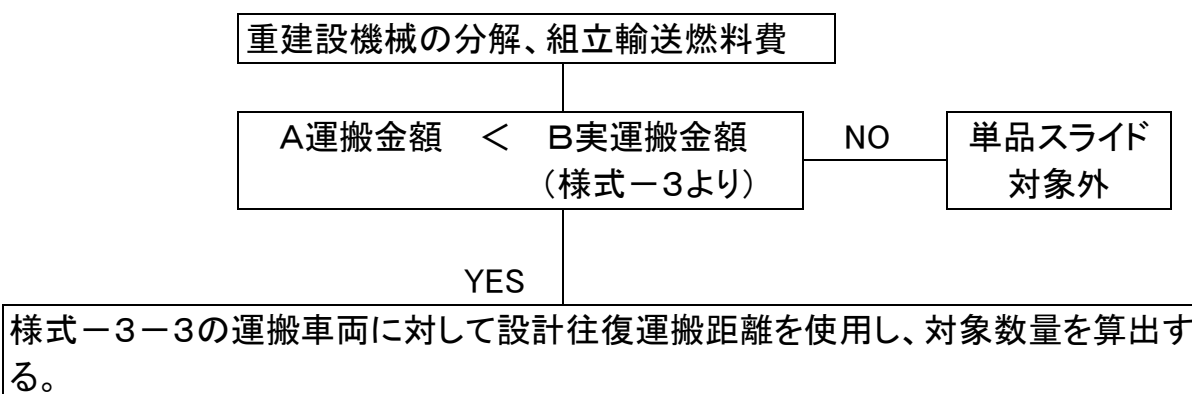 重建設機械の分解、組立輸送燃料費
A運搬金額　＜　B実運搬金額
（様式－3より）
NO
単品スライド
対象外
YES
様式－3－3の運搬車両に対して設計往復運搬距離を使用し、対象数量を算出す
る。